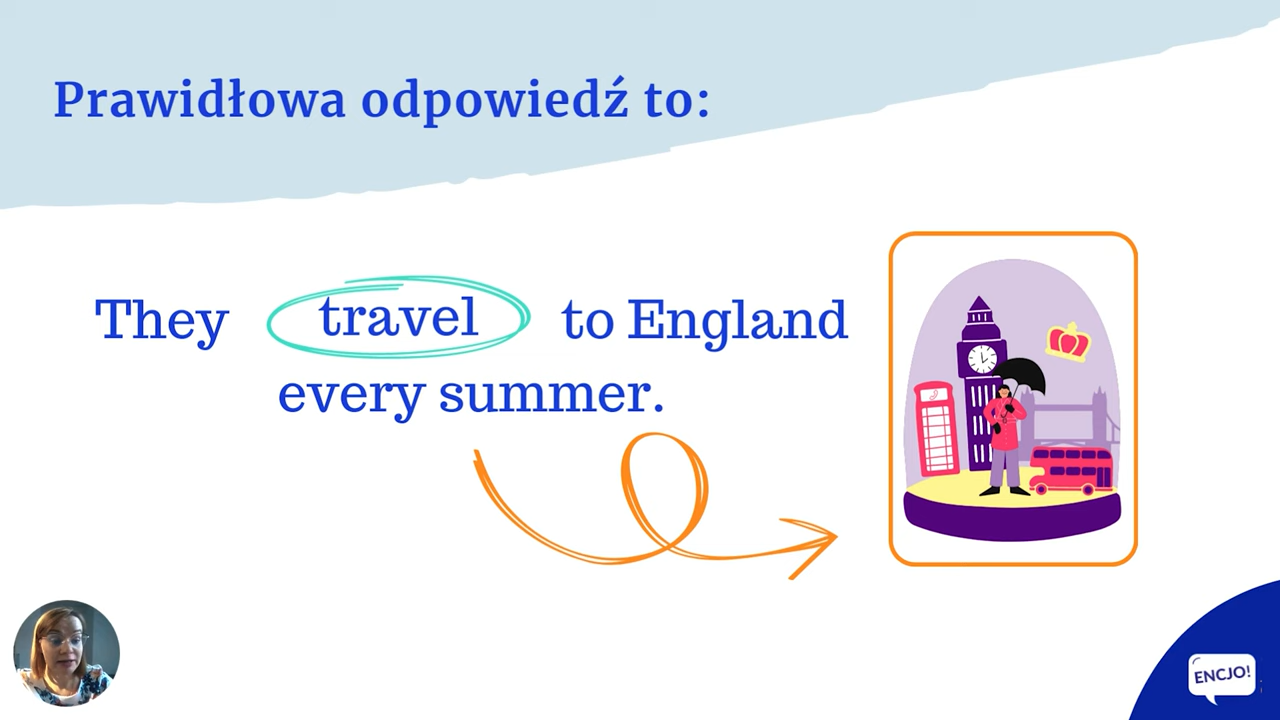 Prawidłowa odpowiedź to:
They travel to England
every summer.
ENCJO!